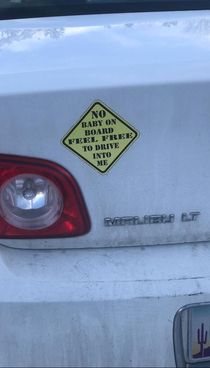 NO
BABY ON
BOARD
FEEL FREE
TO DRIVE
INTO
ME
MALIBU LT